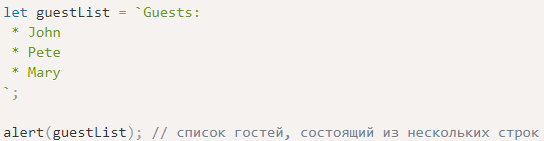 let guestList = `Guests:
 * John
 * Pete
 * Mary
`;

alert(guestList); // список гостей, состоящий из нескольких строк